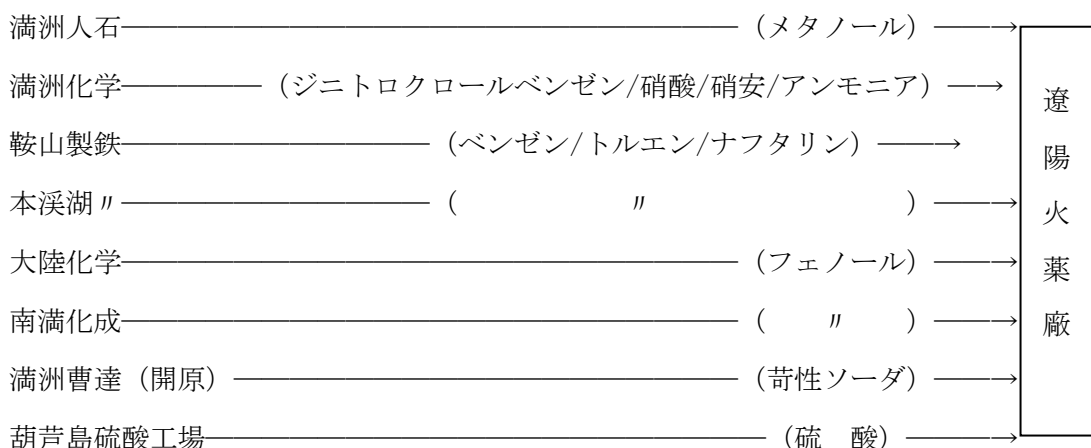 満洲人石――――――――――――――――――――――（メタノール）――→
満洲化学―――――（ジニトロクロールベンゼン/硝酸/硝安/アンモニア）――→
鞍山製鉄―――――――――――（ベンゼン/トルエン/ナフタリン）――→
本渓湖〃―――――――――――（　　　　　　〃　　　　　　）――→
大陸化学――――――――――――――――――――――（フェノール）――→
南満化成――――――――――――――――――――――（　　〃　　）――→
満洲曹達（開原）――――――――――――――――――（苛性ソーダ）――→
葫芦島硫酸工場―――――――――――――――――――（硫　酸）――→
遼陽火薬廠